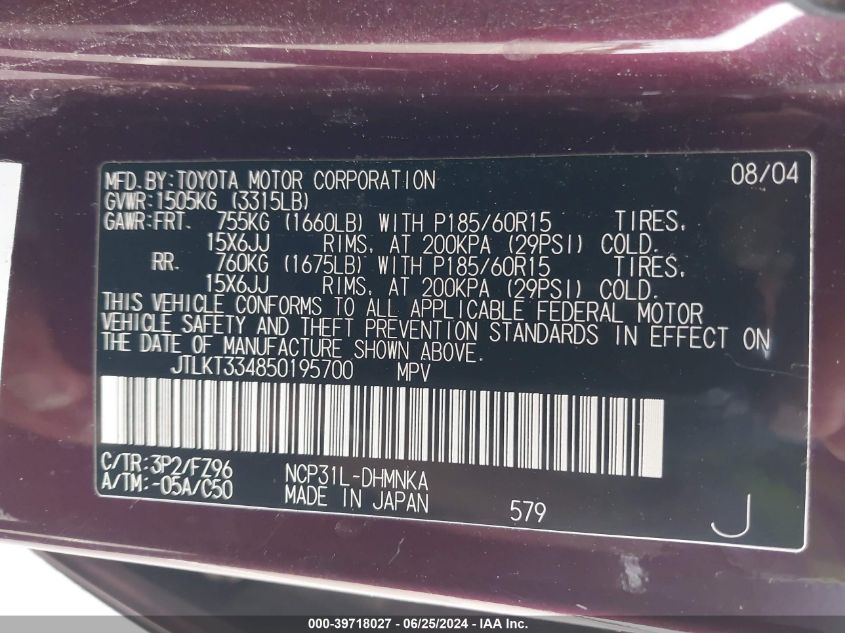 MFD.BY:TOYOTA MOTOR CORPORATION 08/04
GVWR:1505KG (3315LB)
GAWR:FRT. 755KG (1660LB) WITH P185/60R15 TIRES,
15X6JJ RIMS, AT 200KPA (29PSI) COLD.
RR. 760KG (1675LB) WITH P185/60R15 TIRES,
15X6JJ RIMS, AT 200KPA (29PSI) COLD.
THIS VEHICLE CONFORMS TO ALL APPLICABLE FEDERAL MOTOR
VEHICLE SAFETY AND THEFT PREVENTION STANDARDS IN EFFECT ON
THE DATE OF MANUFACTURE SHOWN ABOVE.
JTLKT334850195700 MPV
C/TR:3P2/FZ96 NCP31L-DHMNKA
A/TM:-05A/C50 MADE IN JAPAN 579 J
000-39718027 - 06/25/2024 - IAA Inc.